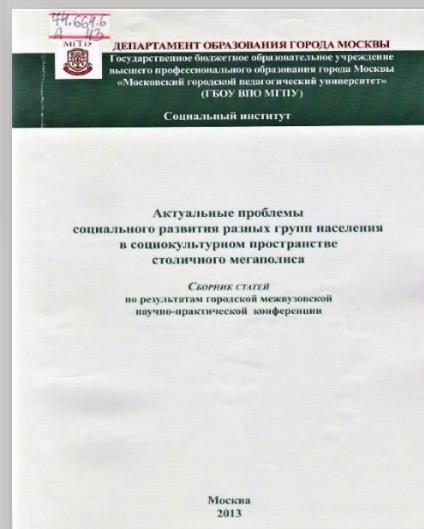 74.664.6
А 43
МГПУ
ДЕПАРТАМЕНТ ОБРАЗОВАНИЯ ГОРОДА МОСКВЫ
Государственное бюджетное образовательное учреждение
высшего профессионального образования города Москвы
«Московский городской педагогический университет»
(ГБОУ ВПО МГПУ)
Социальный институт
Актуальные проблемы
социального развития разных групп населения
в социокультурном пространстве
столичного мегаполиса
Сборник статей
по результатам городской межвузовской
научно-практической конференции
Москва
2013